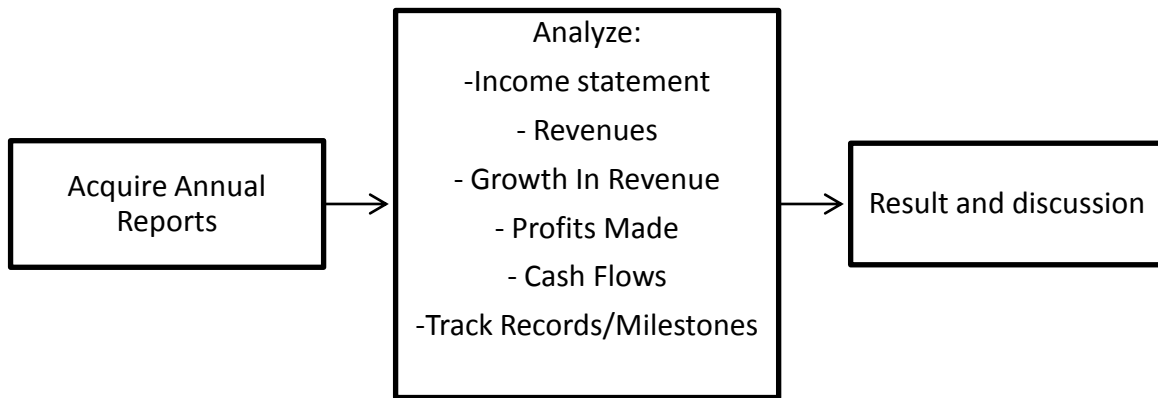 Acquire Annual
Reports
Analyze:
-Income statement
- Revenues
- Growth In Revenue
- Profits Made
- Cash Flows
-Track Records/Milestones
Result and discussion